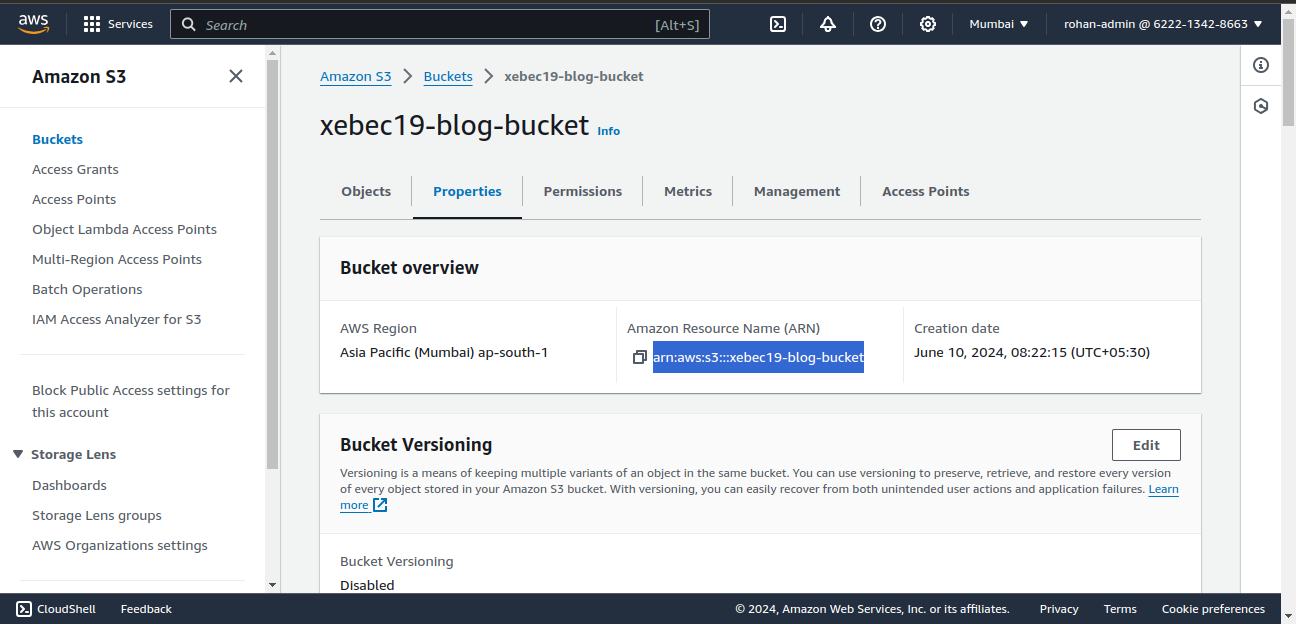 aws Services Search [Alt+S] Mumbai rohan-admin @ 6222-1342-8663
Amazon S3
Buckets
Access Grants
Access Points
Object Lambda Access Points
Multi-Region Access Points
Batch Operations
IAM Access Analyzer for S3
Block Public Access settings for
this account
Storage Lens
Dashboards
Storage Lens groups
AWS Organizations settings
Amazon S3 Buckets xebec19-blog-bucket
xebec19-blog-bucket Info
Objects Properties Permissions Metrics Management Access Points
Bucket overview
AWS Region
Asia Pacific (Mumbai) ap-south-1
Amazon Resource Name (ARN)
arn:aws:s3:::xebec19-blog-bucket
Creation date
June 10, 2024, 08:22:15 (UTC+05:30)
Bucket Versioning Edit
Versioning is a means of keeping multiple variants of an object in the same bucket. You can use versioning to preserve, retrieve, and restore every version
of every object stored in your Amazon S3 bucket. With versioning, you can easily recover from both unintended user actions and application failures. Learn
more
Bucket Versioning
Disabled
CloudShell Feedback © 2024, Amazon Web Services, Inc. or its affiliates. Privacy Terms Cookie preferences